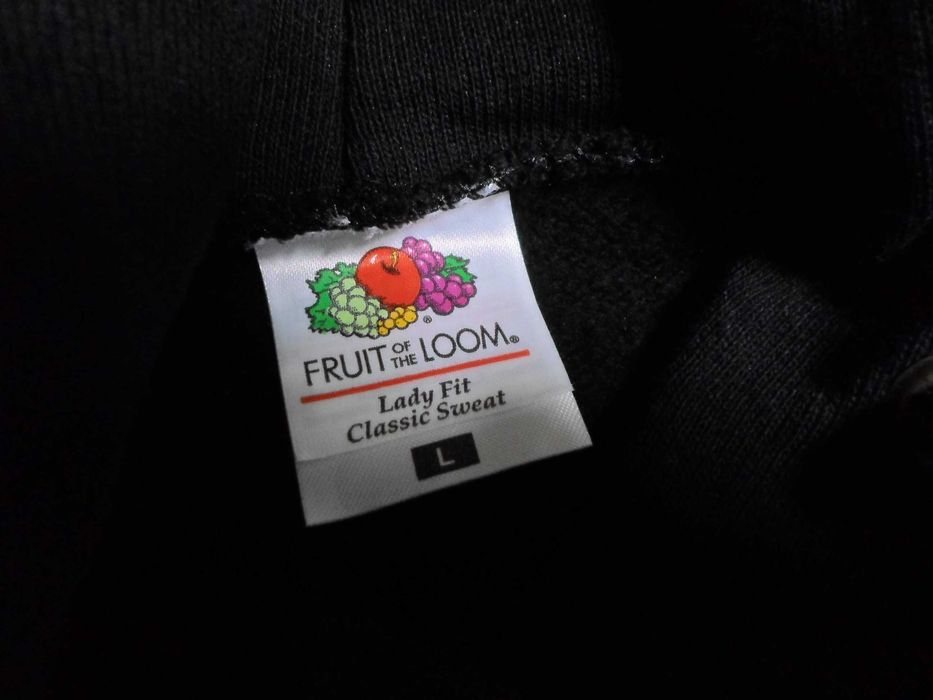 FRUIT OF THE LOOM®
Lady Fit
Classic Sweat
L